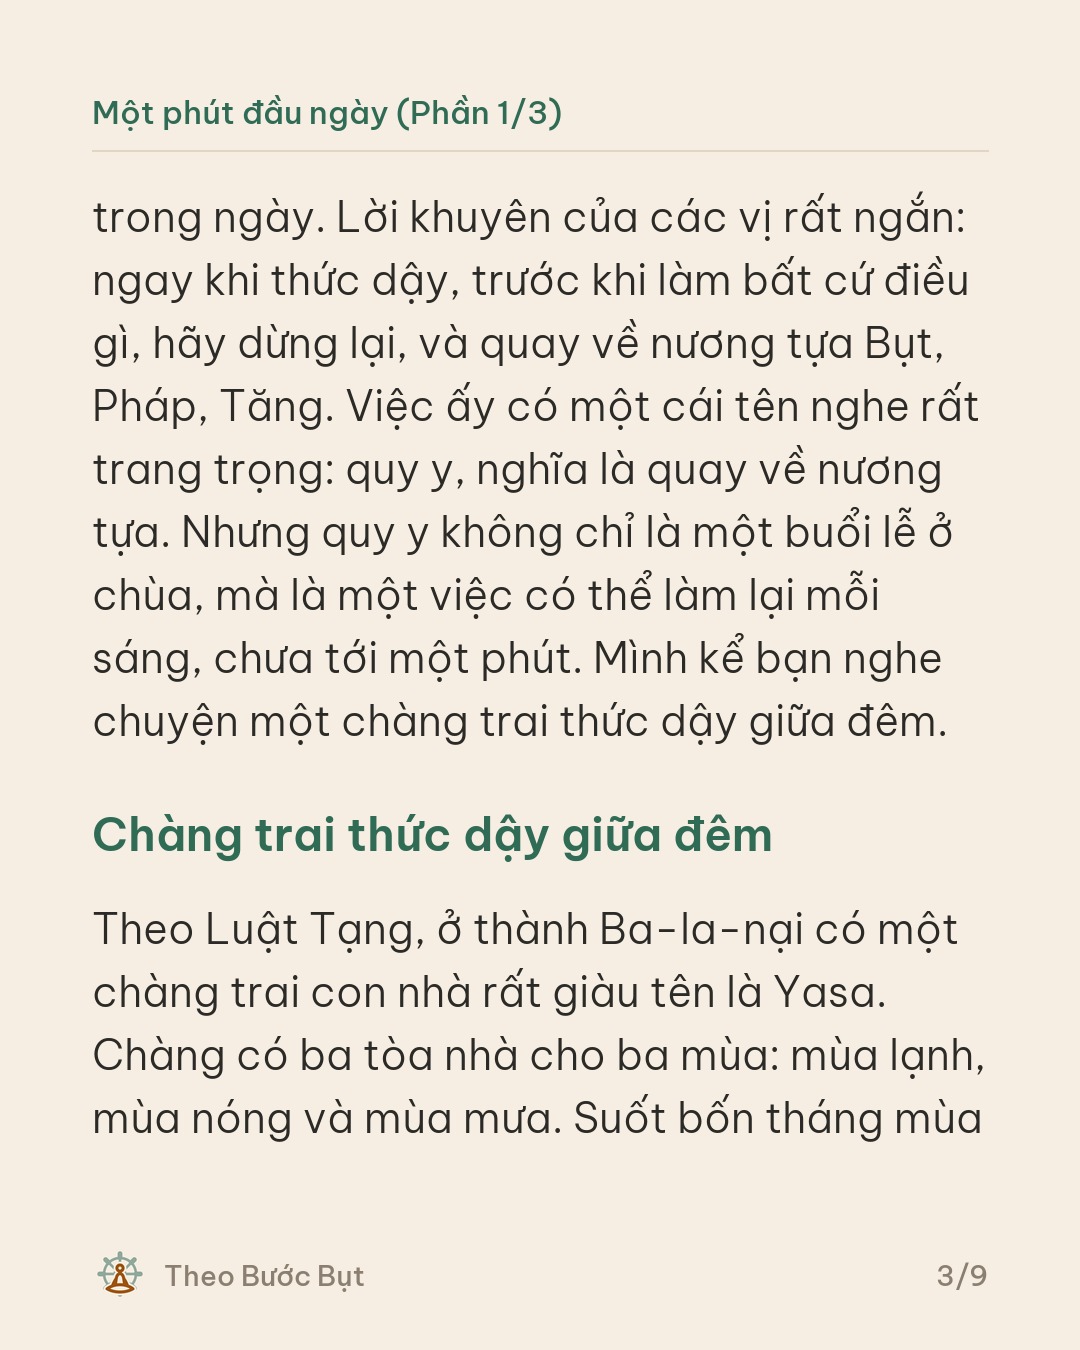 Một phút đầu ngày (Phần 1/3)
trong ngày. Lời khuyên của các vị rất ngắn:
ngay khi thức dậy, trước khi làm bất cứ điều
gì, hãy dừng lại, và quay về nương tựa Bụt,
Pháp, Tăng. Việc ấy có một cái tên nghe rất
trang trọng: quy y, nghĩa là quay về nương
tựa. Nhưng quy y không chỉ là một buổi lễ ở
chùa, mà là một việc có thể làm lại mỗi
sáng, chưa tới một phút. Mình kể bạn nghe
chuyện một chàng trai thức dậy giữa đêm.
Chàng trai thức dậy giữa đêm
Theo Luật Tạng, ở thành Ba-la-nại có một
chàng trai con nhà rất giàu tên là Yasa.
Chàng có ba tòa nhà cho ba mùa: mùa lạnh,
mùa nóng và mùa mưa. Suốt bốn tháng mùa
Theo Bước Bụt
3/9